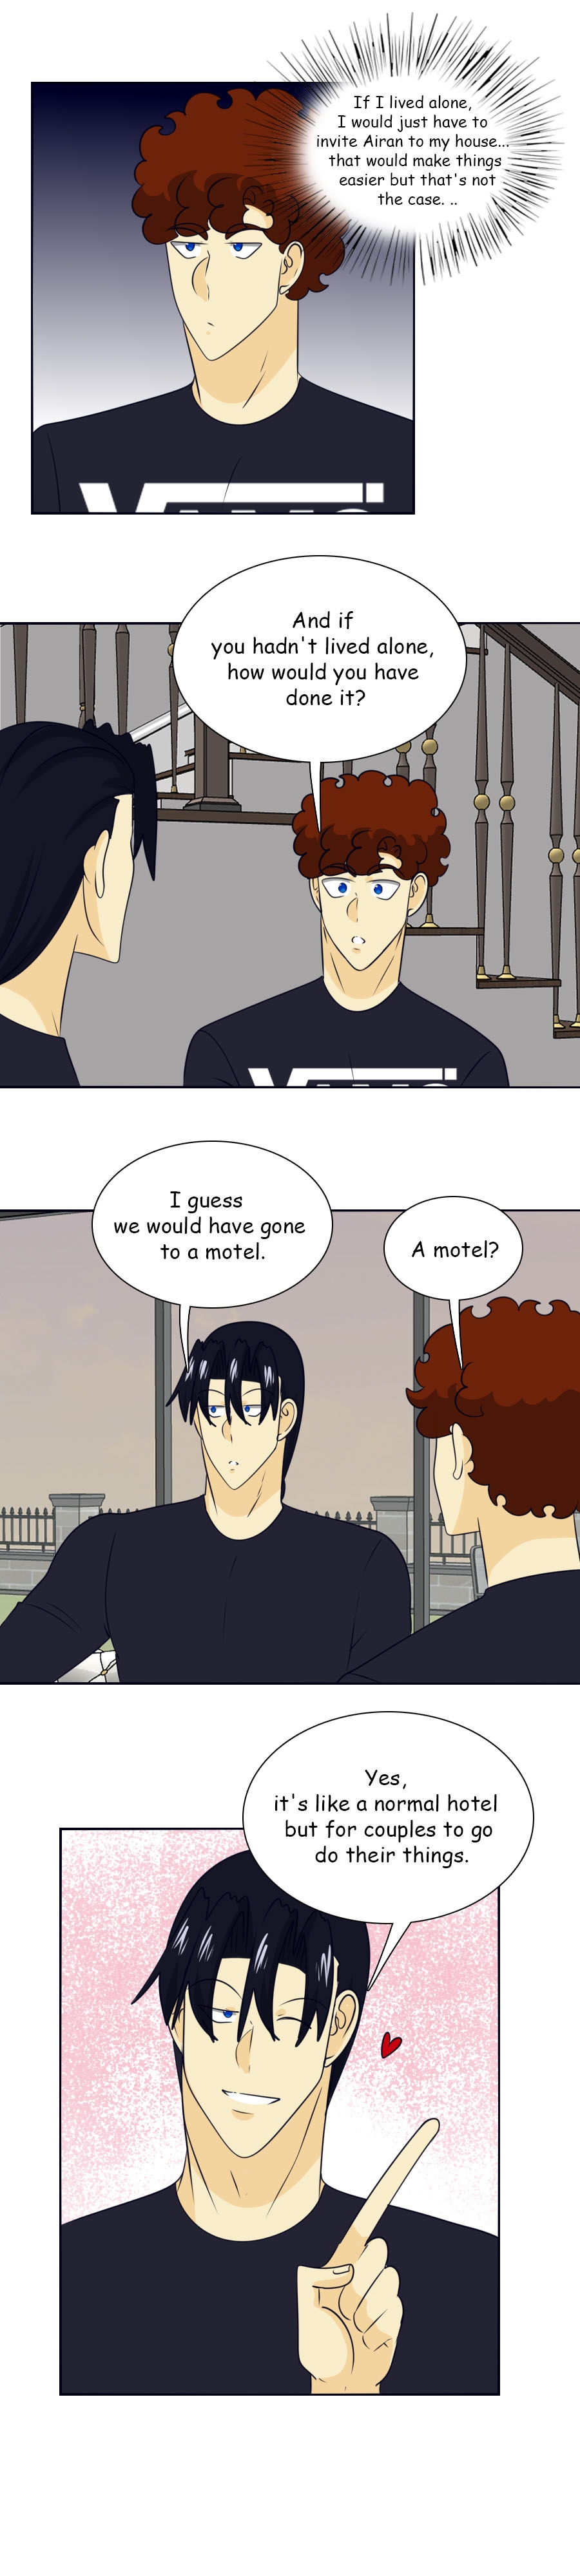 If I lived alone,
I would just have to
invite Airan to my house...
that would make things
easier but that's not
the case. ..
And if
you hadn't lived alone,
how would you have
done it?
I guess
we would have gone
to a motel.
A motel?
Yes,
it's like a normal hotel
but for couples to go
do their things.